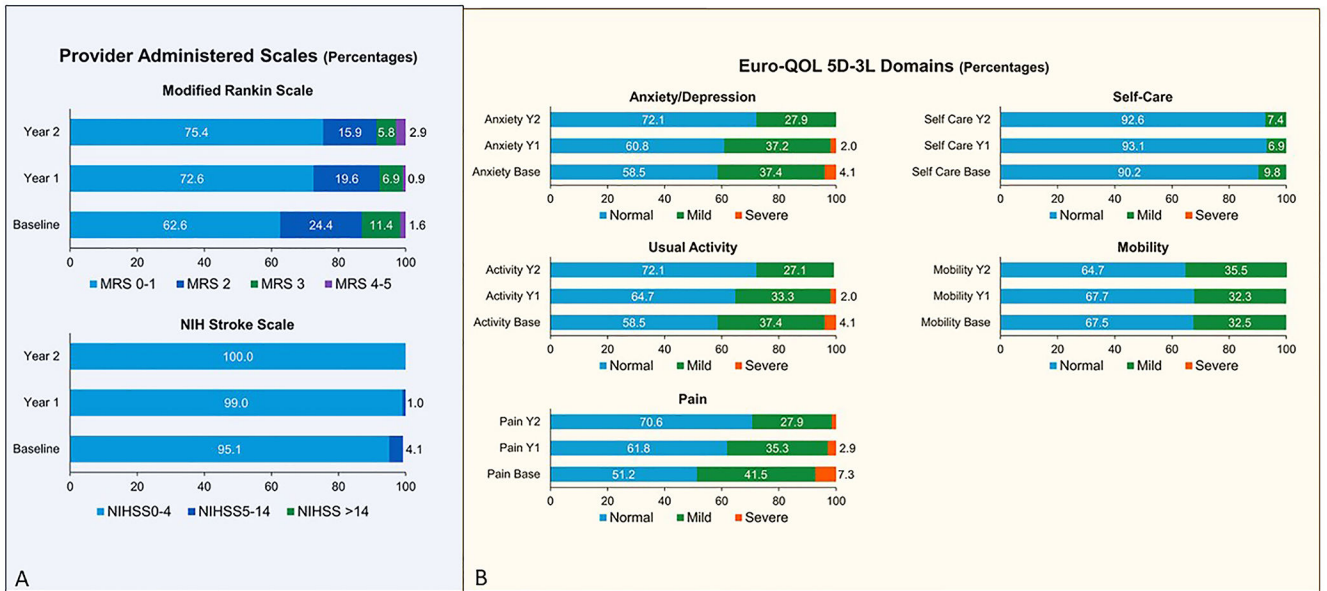 Provider Administered Scales (Percentages)
Modified Rankin Scale
Year 2 75.4 15.9 5.8 2.9
Year 1 72.6 19.6 6.9 0.9
Baseline 62.6 24.4 11.4 1.6
0 20 40 60 80 100
MRS 0-1 MRS 2 MRS 3 MRS 4-5
NIH Stroke Scale
Year 2 100.0
Year 1 99.0 1.0
Baseline 95.1 4.1
0 20 40 60 80 100
NIHSS0-4 NIHSS5-14 NIHSS >14
A
Euro-QOL 5D-3L Domains (Percentages)
Anxiety/Depression
Anxiety Y2 72.1 27.9
Anxiety Y1 60.8 37.2 2.0
Anxiety Base 58.5 37.4 4.1
0 20 40 60 80 100
Normal Mild Severe
Self-Care
Self Care Y2 92.6 7.4
Self Care Y1 93.1 6.9
Self Care Base 90.2 9.8
0 20 40 60 80 100
Normal Mild Severe
Usual Activity
Activity Y2 72.1 27.1
Activity Y1 64.7 33.3 2.0
Activity Base 58.5 37.4 4.1
0 20 40 60 80 100
Normal Mild Severe
Mobility
Mobility Y2 64.7 35.5
Mobility Y1 67.7 32.3
Mobility Base 67.5 32.5
0 20 40 60 80 100
Normal Mild Severe
Pain
Pain Y2 70.6 27.9
Pain Y1 61.8 35.3 2.9
Pain Base 51.2 41.5 7.3
0 20 40 60 80 100
Normal Mild Severe
B